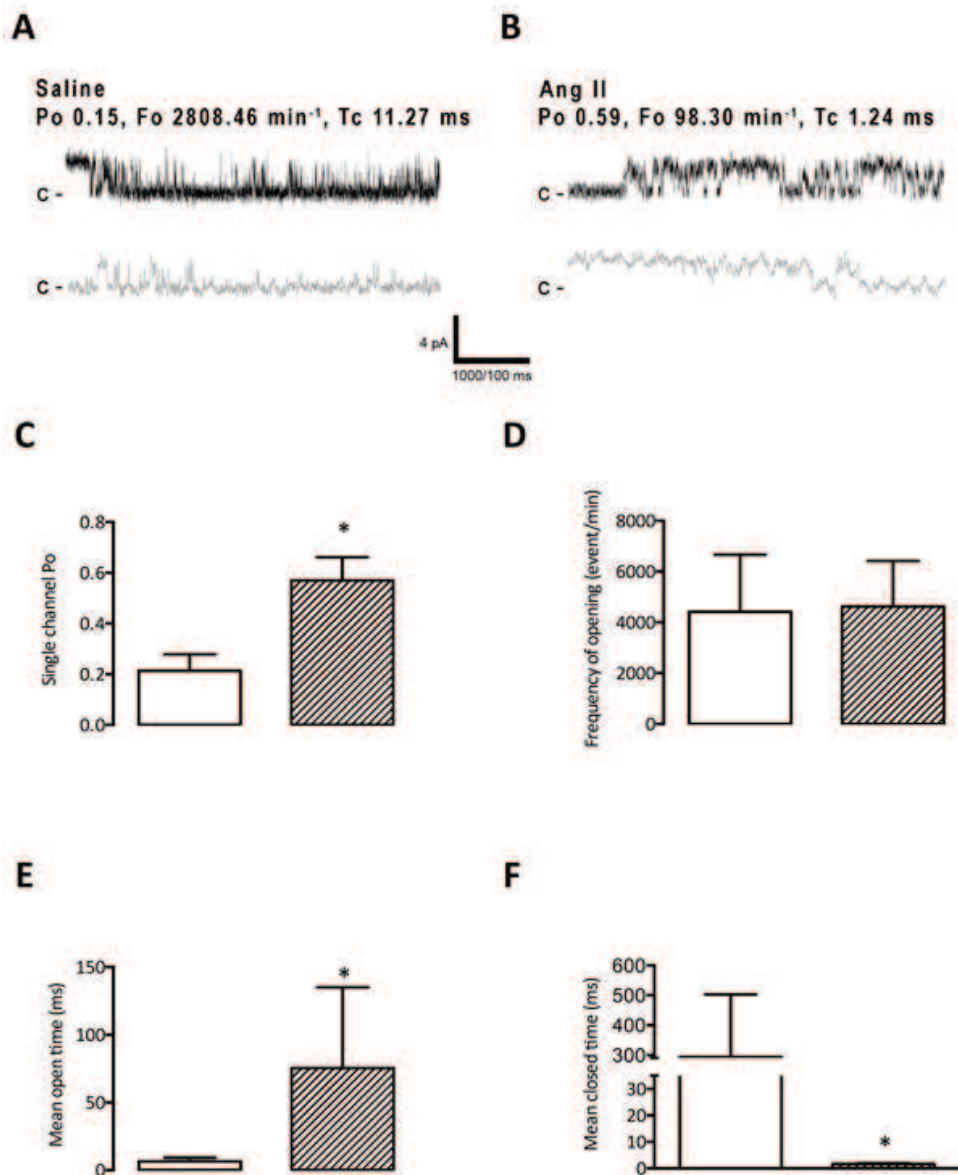 A
B
Saline
Po 0.15, Fo 2808.46 min⁻¹, Tc 11.27 ms
Ang II
Po 0.59, Fo 98.30 min⁻¹, Tc 1.24 ms
C -
C -
C -
C -
4 pA
1000/100 ms
C
D
Single channel Po
0.8
0.6
0.4
0.2
0.0
*
Frequency of opening (event/min)
8000
6000
4000
2000
0
E
F
Mean open time (ms)
150
100
50
0
*
Mean closed time (ms)
600
500
400
300
30
20
10
0
*